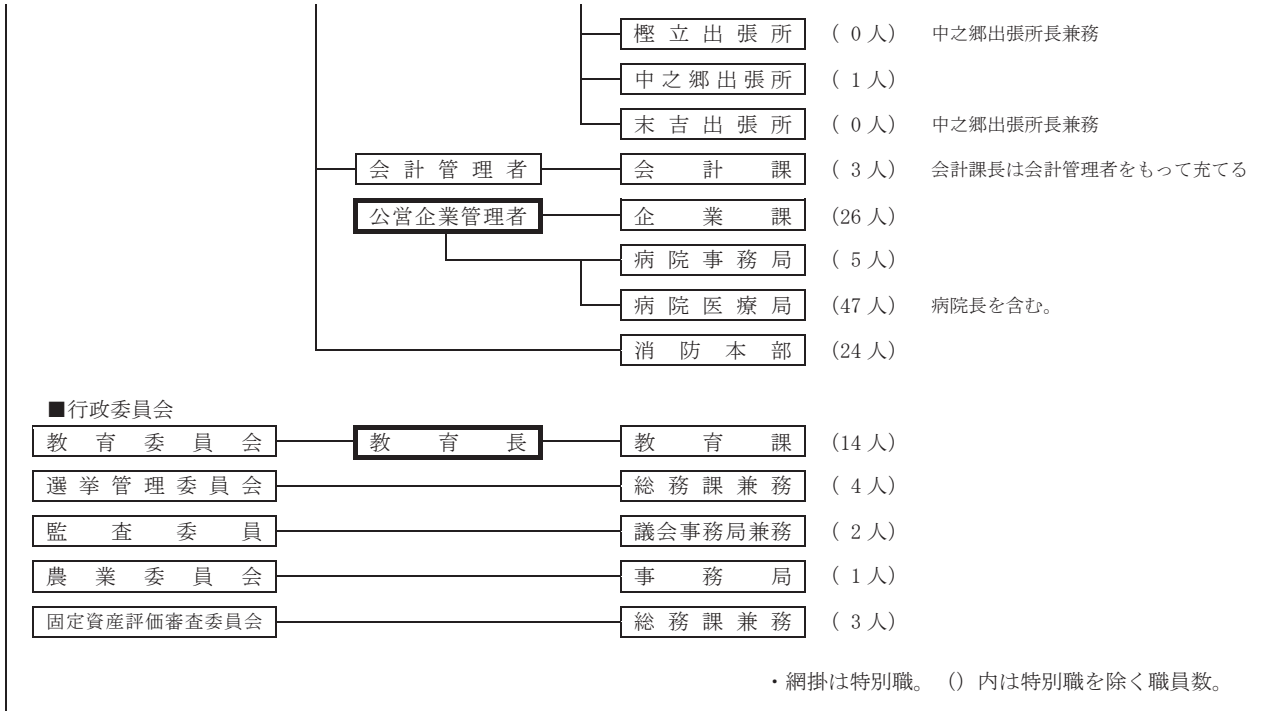 樫立出張所 ( 0人) 中之郷出張所長兼務
中之郷出張所 ( 1人)
末吉出張所 ( 0人) 中之郷出張所長兼務
会計管理者 会計課 ( 3人) 会計課長は会計管理者をもって充てる
公営企業管理者 企業課 (26人)
病院事務局 ( 5人)
病院医療局 (47人) 病院長を含む。
消防本部 (24人)
■行政委員会
教育委員会 教育長 教育課 (14人)
選挙管理委員会 総務課兼務 ( 4人)
監査委員 議会事務局兼務 ( 2人)
農業委員会 事務局 ( 1人)
固定資産評価審査委員会 総務課兼務 ( 3人)
・網掛は特別職。 () 内は特別職を除く職員数。